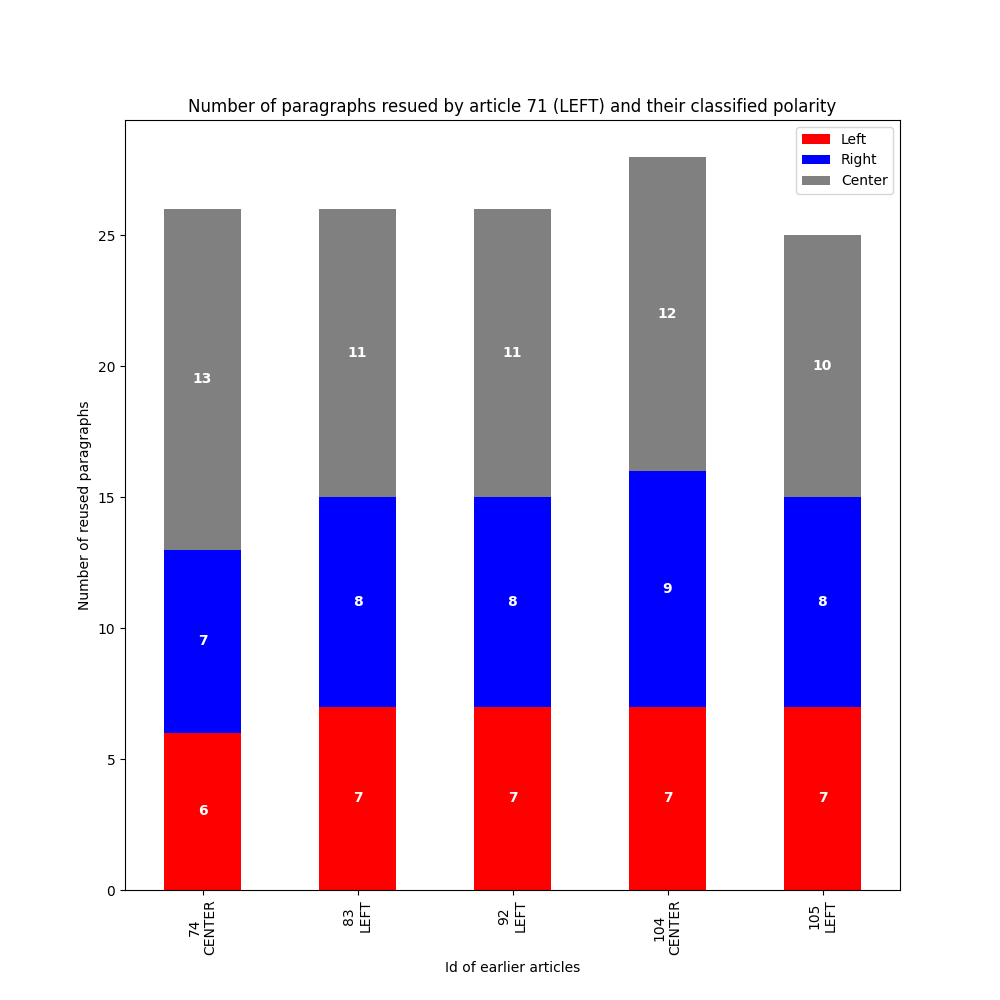 Number of paragraphs resued by article 71 (LEFT) and their classified polarity
Left
Right
Center
Number of reused paragraphs
25
20
15
10
5
0
13
11
11
12
10
7
8
8
9
8
6
7
7
7
7
74
CENTER
83
LEFT
92
LEFT
104
CENTER
105
LEFT
Id of earlier articles